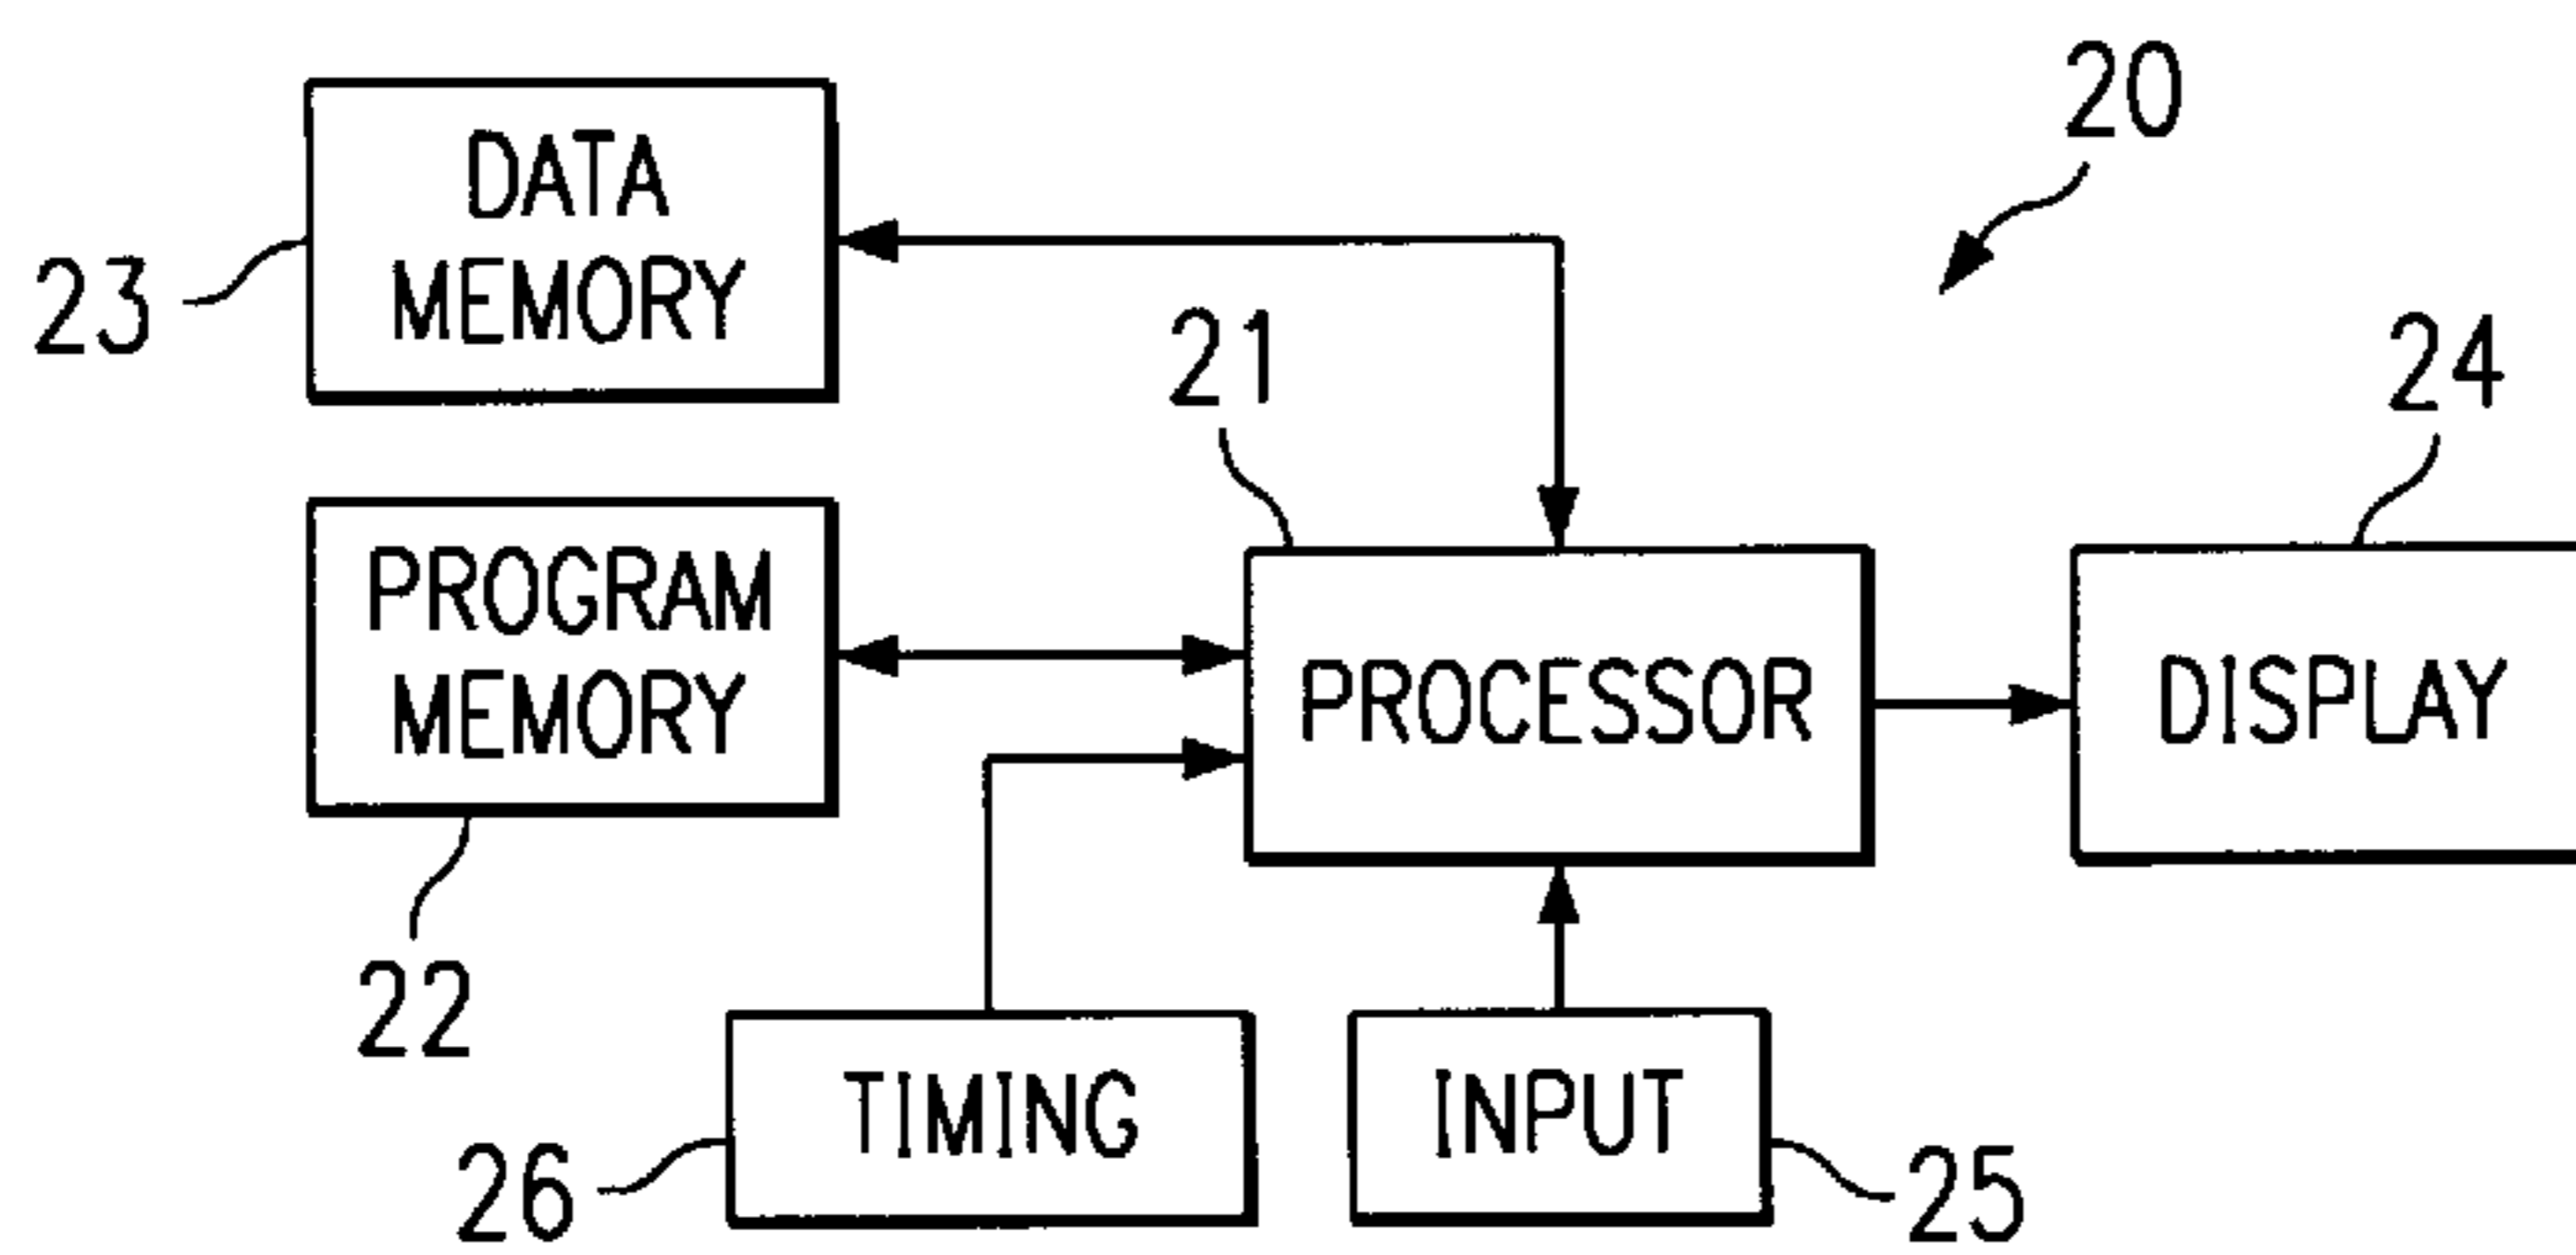 20
DATA
MEMORY
23
21
24
PROGRAM
MEMORY
PROCESSOR
DISPLAY
22
TIMING
INPUT
26
25